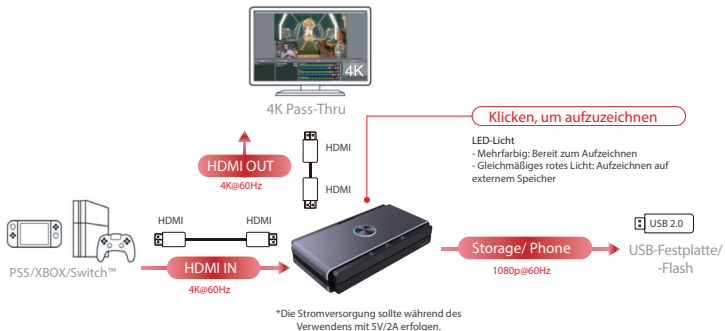 4K
4K Pass-Thru
Klicken, um aufzuzeichnen
LED-Licht
- Mehrfarbig: Bereit zum Aufzeichnen
- Gleichmäßiges rotes Licht: Aufzeichnen auf
externem Speicher
HDMI OUT
4K@60Hz
HDMI
HDMI
PS5/XBOX/Switch™
HDMI
HDMI
HDMI IN
4K@60Hz
Storage/ Phone
1080p@60Hz
USB 2.0
USB-Festplatte/
-Flash
*Die Stromversorgung sollte während des
Verwendens mit 5V/2A erfolgen.